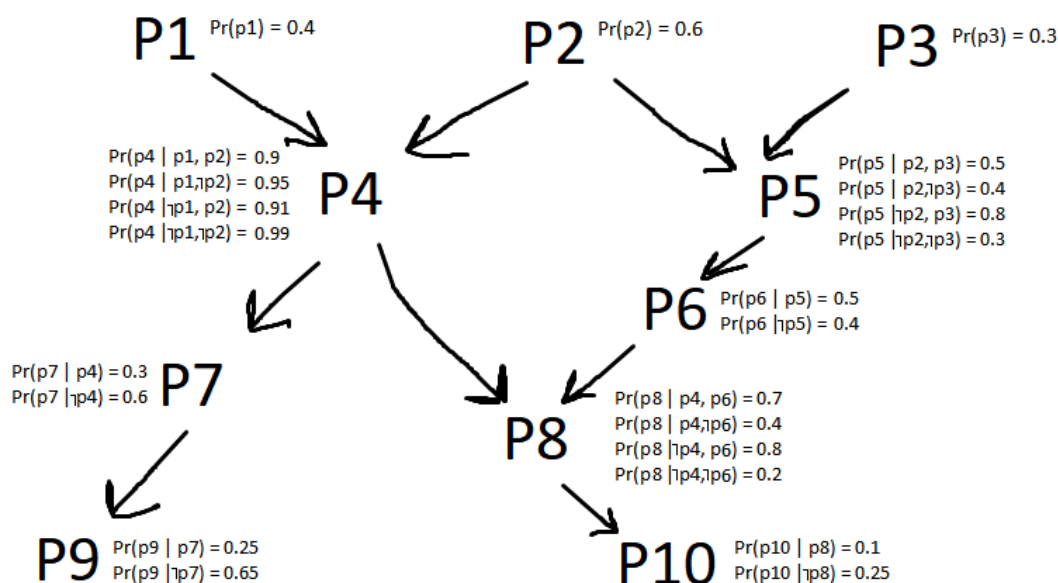 P1 Pr(p1) = 0.4
P2 Pr(p2) = 0.6
P3 Pr(p3) = 0.3
Pr(p4 | p1, p2) = 0.9
Pr(p4 | p1,ךp2) = 0.95
Pr(p4 |ךp1, p2) = 0.91
Pr(p4 |ךp1,ךp2) = 0.99
P4
P5
Pr(p5 | p2, p3) = 0.5
Pr(p5 | p2,ךp3) = 0.4
Pr(p5 |ךp2, p3) = 0.8
Pr(p5 |ךp2,ךp3) = 0.3
P6
Pr(p6 | p5) = 0.5
Pr(p6 |ךp5) = 0.4
Pr(p7 | p4) = 0.3
Pr(p7 |ךp4) = 0.6
P7
P8
Pr(p8 | p4, p6) = 0.7
Pr(p8 | p4,ךp6) = 0.4
Pr(p8 |ךp4, p6) = 0.8
Pr(p8 |ךp4,ךp6) = 0.2
P9
Pr(p9 | p7) = 0.25
Pr(p9 |ךp7) = 0.65
P10
Pr(p10 | p8) = 0.1
Pr(p10 |ךp8) = 0.25